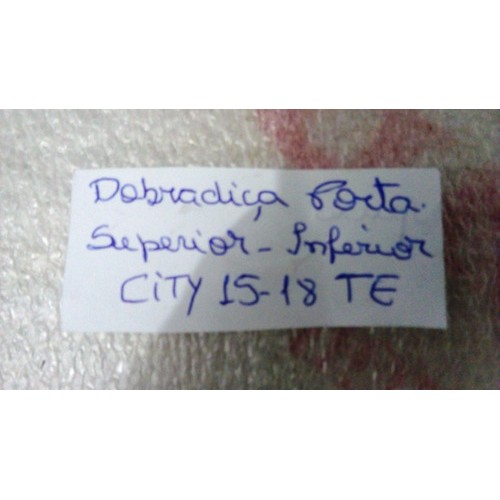 Dobradiça Porta.
Superior - Inferior
CiTY 15-18 TE